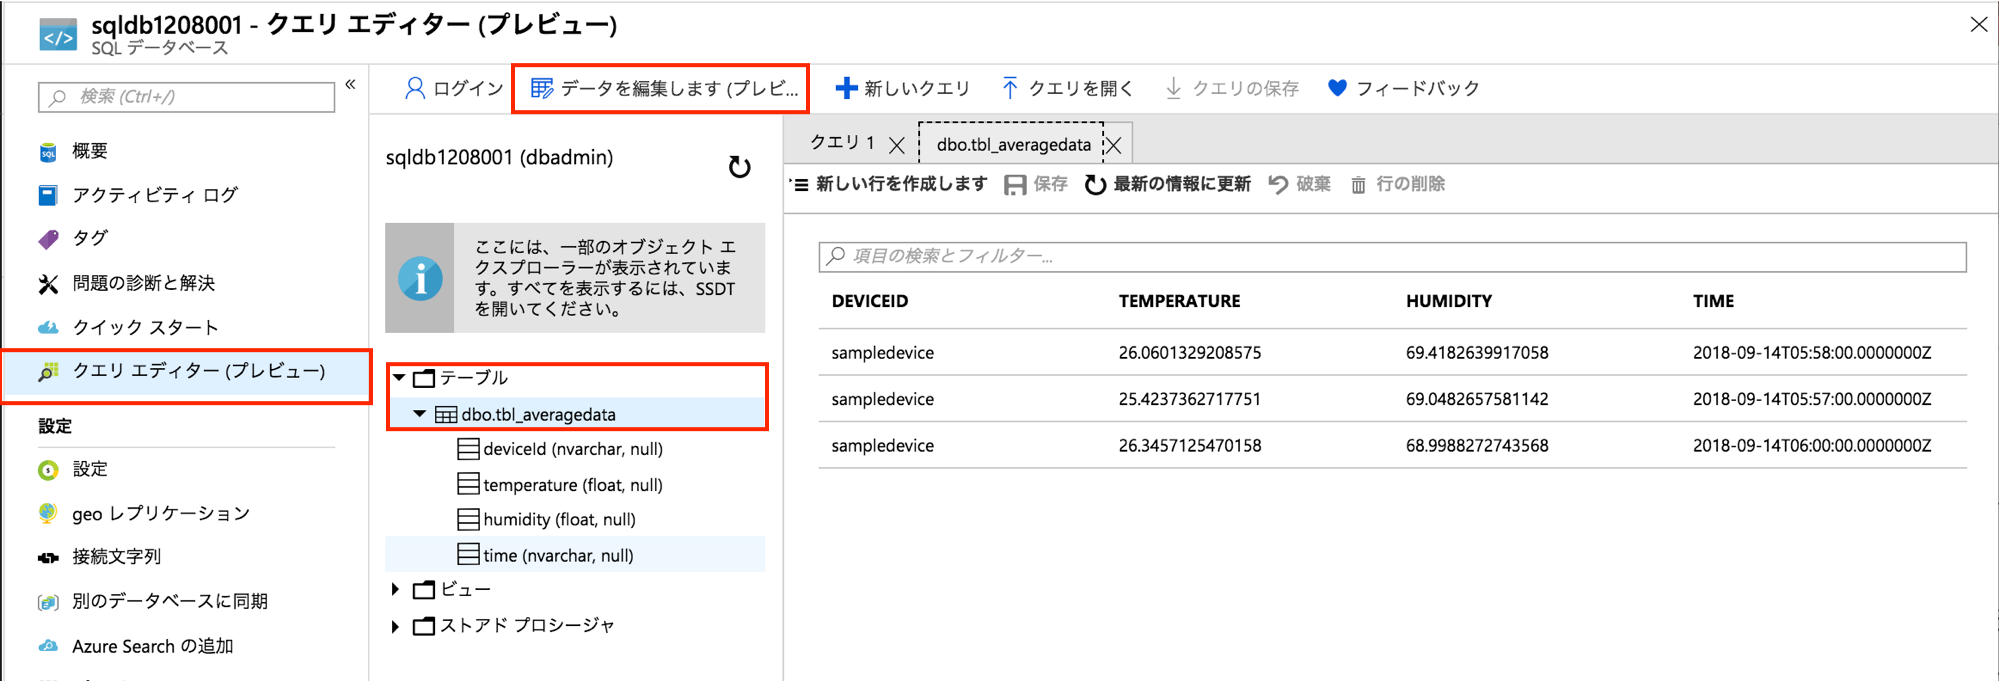 sqldb1208001 - クエリ エディター (プレビュー)
SQL データベース
検索 (Ctrl+/)
概要
アクティビティ ログ
タグ
問題の診断と解決
クイック スタート
クエリ エディター (プレビュー)
設定
設定
geo レプリケーション
接続文字列
別のデータベースに同期
Azure Search の追加
ログイン
データを編集します (プレビ...
新しいクエリ
クエリを開く
クエリの保存
フィードバック
sqldb1208001 (dbadmin)
ここには、一部のオブジェクト エ
クスプローラーが表示されていま
す。すべてを表示するには、SSDT
を開いてください。
テーブル
dbo.tbl_averagedata
deviceId (nvarchar, null)
temperature (float, null)
humidity (float, null)
time (nvarchar, null)
ビュー
ストアド プロシージャ
クエリ 1
dbo.tbl_averagedata
新しい行を作成します 保存 最新の情報に更新 破棄 行の削除
項目の検索とフィルター...
DEVICEID TEMPERATURE HUMIDITY TIME
sampledevice 26.0601329208575 69.4182639917058 2018-09-14T05:58:00.0000000Z
sampledevice 25.4237362717751 69.0482657581142 2018-09-14T05:57:00.0000000Z
sampledevice 26.3457125470158 68.9988272743568 2018-09-14T06:00:00.0000000Z